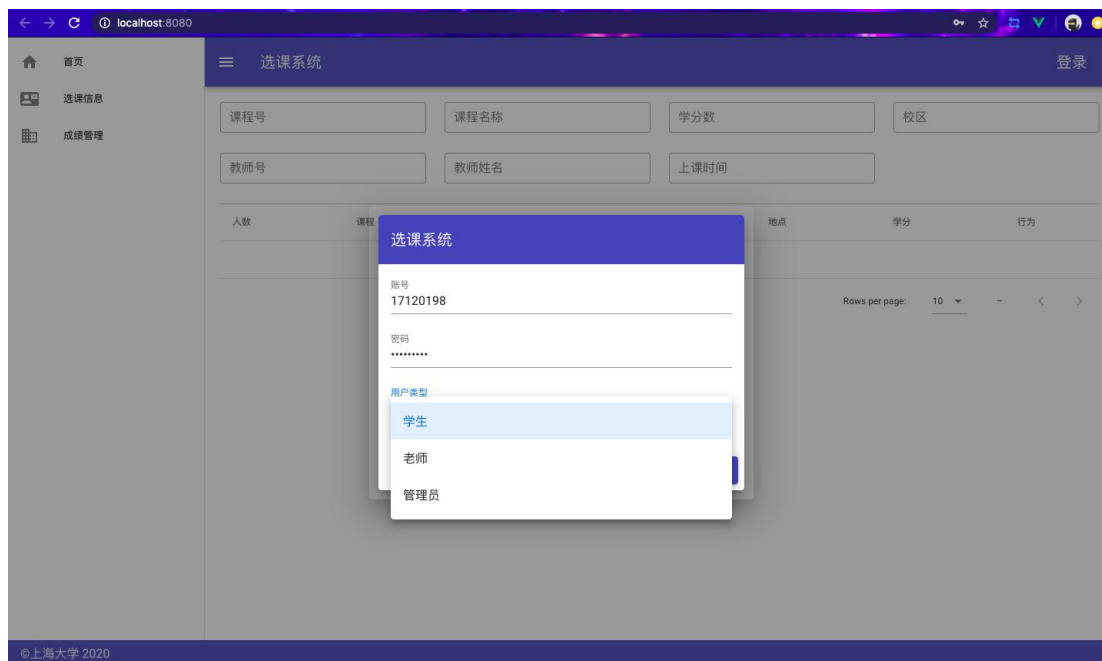 localhost:8080
首页
选课系统
登录
选课信息
成绩管理
课程号
课程名称
学分数
校区
教师号
教师姓名
上课时间
人数
课程
地点
学分
行为
选课系统
账号
17120198
密码
•••••••••
用户类型
学生
老师
管理员
Rows per page:
10
–
©上海大学 2020